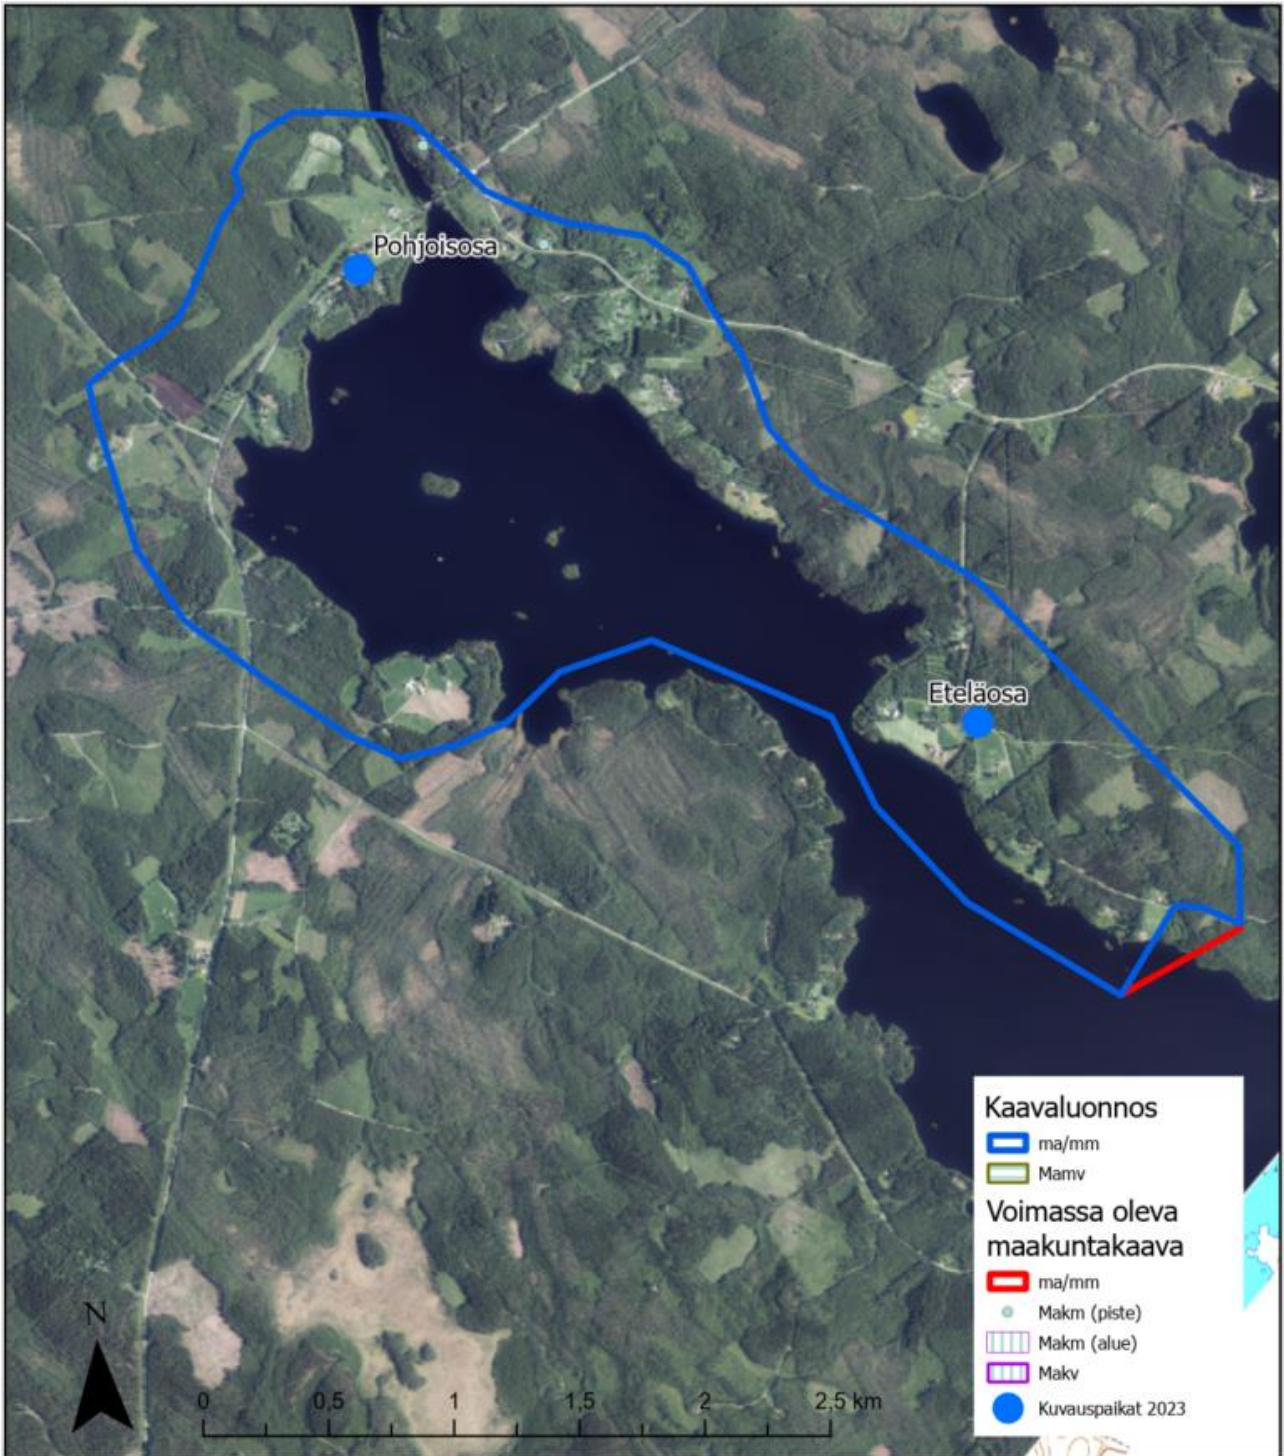 Pohjoisosa
Eteläosa
Kaavaluonnos
ma/mm
Mamv
Voimassa oleva
maakuntakaava
ma/mm
Makm (piste)
Makm (alue)
Makv
Kuvauspaikat 2023
N
0 0,5 1 1,5 2 2,5 km